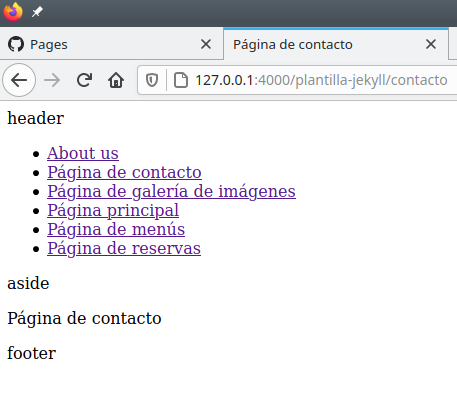 Pages
Página de contacto
127.0.0.1:4000/plantilla-jekyll/contacto
header
About us
Página de contacto
Página de galería de imágenes
Página principal
Página de menús
Página de reservas
aside
Página de contacto
footer